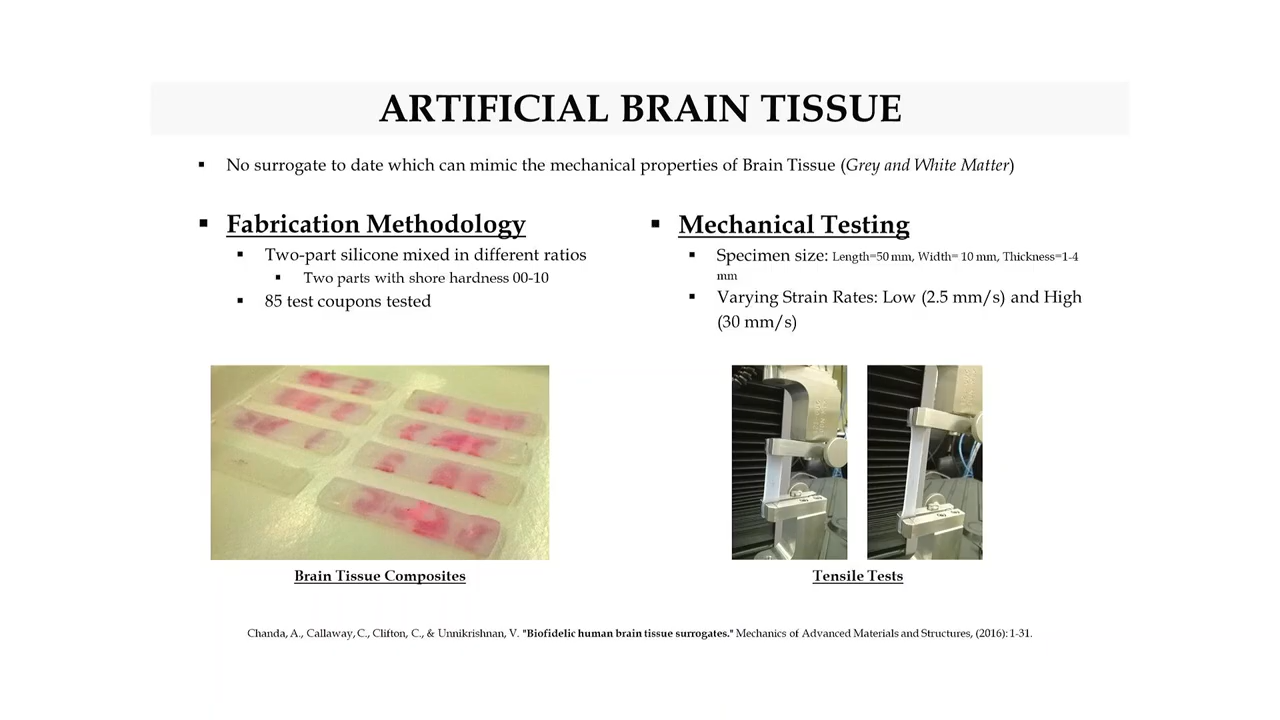 ARTIFICIAL BRAIN TISSUE
▪ No surrogate to date which can mimic the mechanical properties of Brain Tissue (Grey and White Matter)
▪ Fabrication Methodology
▪ Two-part silicone mixed in different ratios
▪ Two parts with shore hardness 00-10
▪ 85 test coupons tested
▪ Mechanical Testing
▪ Specimen size: Length=50 mm, Width= 10 mm, Thickness=1-4
mm
▪ Varying Strain Rates: Low (2.5 mm/s) and High
(30 mm/s)
Brain Tissue Composites
Tensile Tests
Chanda, A., Callaway, C., Clifton, C., & Unnikrishnan, V. "Biofidelic human brain tissue surrogates." Mechanics of Advanced Materials and Structures, (2016): 1-31.